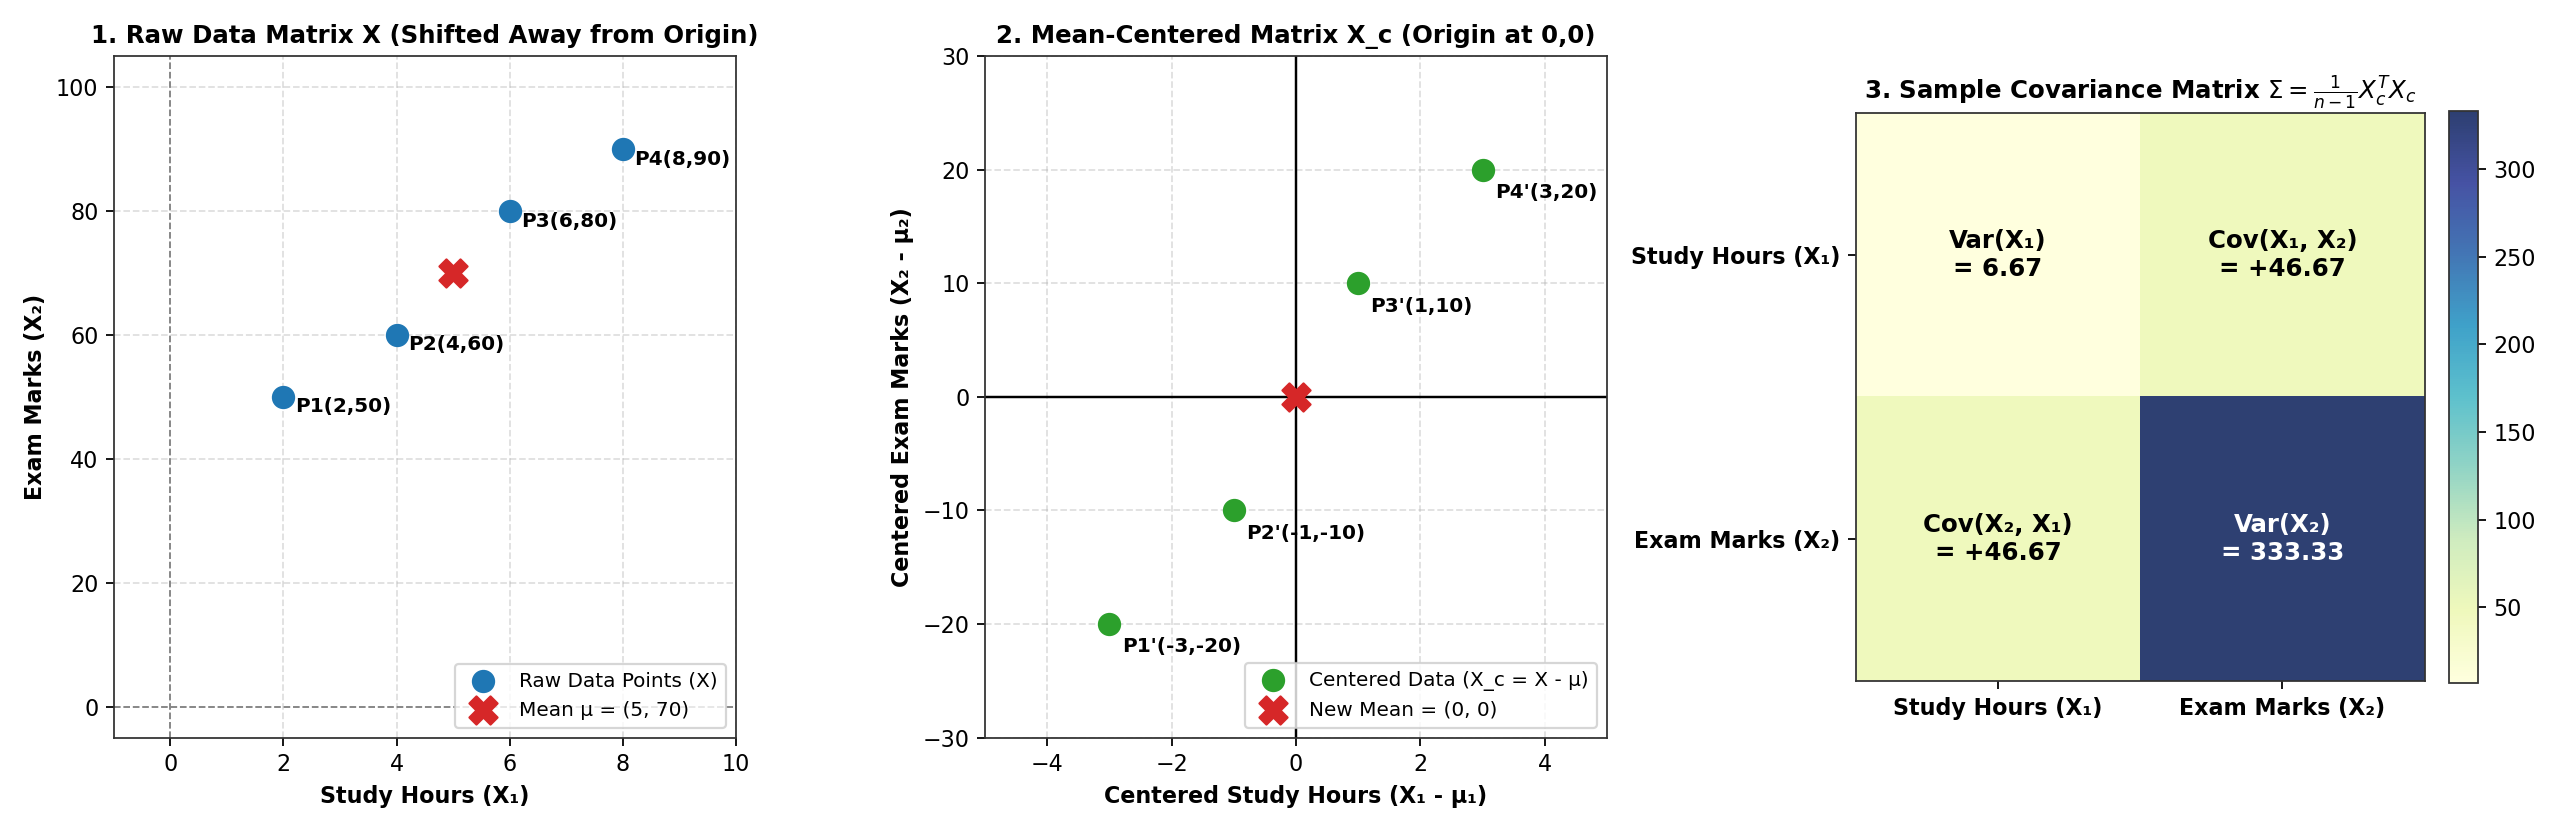 1. Raw Data Matrix X (Shifted Away from Origin)
Exam Marks (X₂)
100
80
60
40
20
0
P4(8,90)
P3(6,80)
P2(4,60)
P1(2,50)
Raw Data Points (X)
Mean µ = (5, 70)
0 2 4 6 8 10
Study Hours (X₁)
2. Mean-Centered Matrix X_c (Origin at 0,0)
Centered Exam Marks (X₂ - µ₂)
30
20
10
0
−10
−20
−30
P4'(3,20)
P3'(1,10)
P2'(-1,-10)
P1'(-3,-20)
Centered Data (X_c = X - µ)
New Mean = (0, 0)
−4 −2 0 2 4
Centered Study Hours (X₁ - µ₁)
3. Sample Covariance Matrix Σ = 1/(n−1) X_c^T X_c
Study Hours (X₁)
Exam Marks (X₂)
Var(X₁)
= 6.67
Cov(X₁, X₂)
= +46.67
Cov(X₂, X₁)
= +46.67
Var(X₂)
= 333.33
Study Hours (X₁) Exam Marks (X₂)
300
250
200
150
100
50